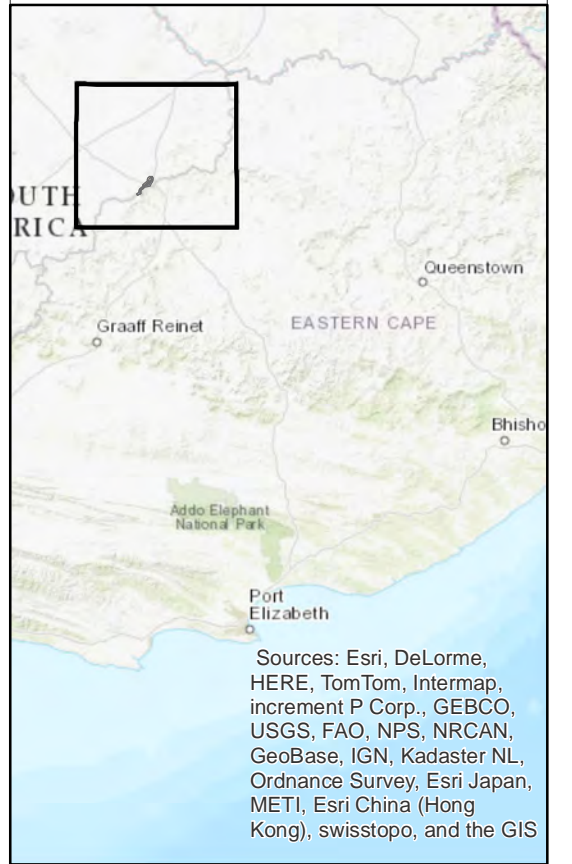 OUTH
RICA
Queenstown
Graaff Reinet
EASTERN CAPE
Bhisho
Addo Elephant
National Park
Port
Elizabeth
Sources: Esri, DeLorme,
HERE, TomTom, Intermap,
increment P Corp., GEBCO,
USGS, FAO, NPS, NRCAN,
GeoBase, IGN, Kadaster NL,
Ordnance Survey, Esri Japan,
METI, Esri China (Hong
Kong), swisstopo, and the GIS